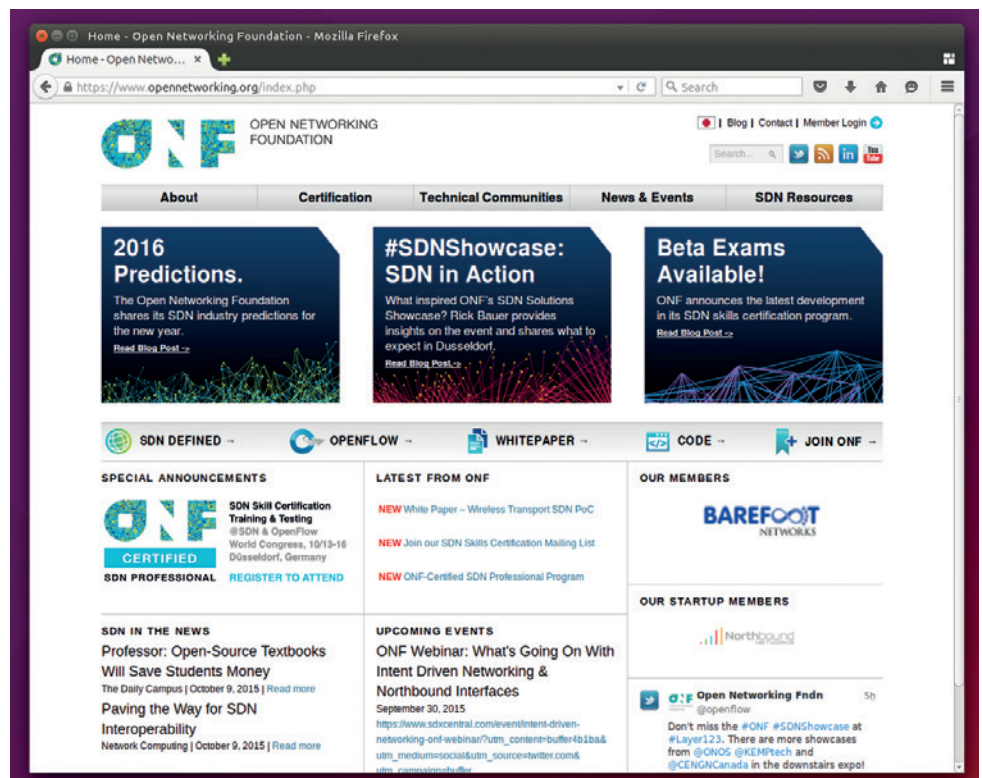 Home - Open Networking Foundation - Mozilla Firefox
Home - Open Netwo...
https://www.opennetworking.org/index.php
Search
ONF
OPEN NETWORKING
FOUNDATION
| Blog | Contact | Member Login
Search...
in
You
Tube
About
Certification
Technical Communities
News & Events
SDN Resources
2016
Predictions.
The Open Networking Foundation
shares its SDN industry predictions for
the new year.
Read Blog Post ->
#SDNShowcase:
SDN in Action
What inspired ONF's SDN Solutions
Showcase? Rick Bauer provides
insights on the event and shares what to
expect in Dusseldorf.
Read Blog Post ->
Beta Exams
Available!
ONF announces the latest development
in its SDN skills certification program.
Read Blog Post ->
SDN DEFINED →
OPENFLOW →
WHITEPAPER →
CODE →
JOIN ONF →
SPECIAL ANNOUNCEMENTS
ONF
CERTIFIED
SDN PROFESSIONAL
SDN Skill Certification
Training & Testing
@SDN & OpenFlow
World Congress, 10/13-16
Düsseldorf, Germany
REGISTER TO ATTEND
LATEST FROM ONF
NEW White Paper – Wireless Transport SDN PoC
NEW Join our SDN Skills Certification Mailing List
NEW ONF-Certified SDN Professional Program
OUR MEMBERS
BAREFOOT
NETWORKS
OUR STARTUP MEMBERS
Northbound
NETWORKS
SDN IN THE NEWS
Professor: Open-Source Textbooks
Will Save Students Money
The Daily Campus | October 9, 2015 | Read more
Paving the Way for SDN
Interoperability
Network Computing | October 9, 2015 | Read more
UPCOMING EVENTS
ONF Webinar: What's Going On With
Intent Driven Networking &
Northbound Interfaces
September 30, 2015
https://www.sdxcentral.com/event/intent-driven-
networking-onf-webinar/?utm_content=buffer4b1ba&
utm_medium=social&utm_source=twitter.com&
utm_campaign=buffer
Open Networking Fndn
5h
@openflow
Don't miss the #ONF #SDNShowcase at
#Layer123. There are more showcases
from @ONOS @KEMPtech and
@CENGNCanada in the downstairs expo!